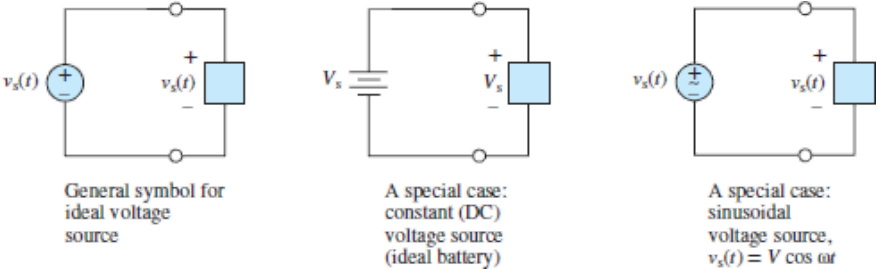 +
−
vs(t)
+
vs(t)
−
Vs
+
Vs
−
vs(t)
+
~
−
+
vs(t)
−
General symbol for
ideal voltage
source
A special case:
constant (DC)
voltage source
(ideal battery)
A special case:
sinusoidal
voltage source,
vs(t) = V cos ωt